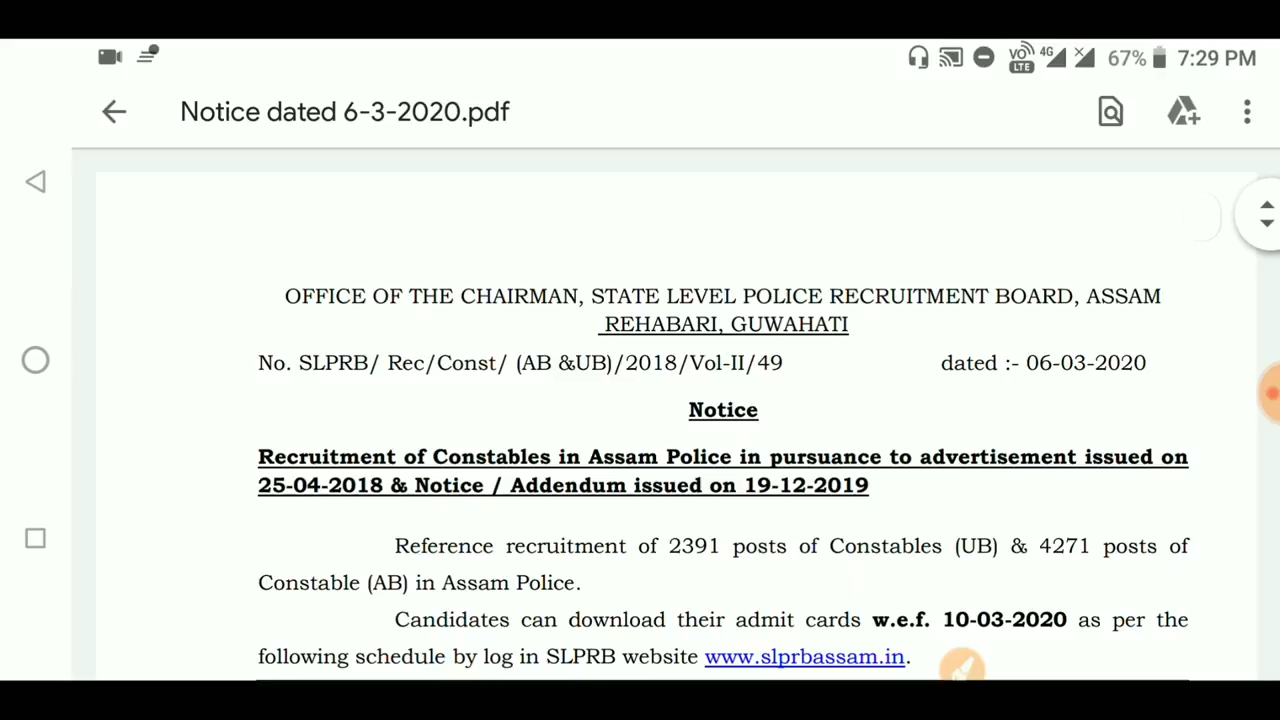 VO 4G 67% 7:29 PM
LTE
Notice dated 6-3-2020.pdf
OFFICE OF THE CHAIRMAN, STATE LEVEL POLICE RECRUITMENT BOARD, ASSAM
REHABARI, GUWAHATI
No. SLPRB/ Rec/Const/ (AB &UB)/2018/Vol-II/49 dated :- 06-03-2020
Notice
Recruitment of Constables in Assam Police in pursuance to advertisement issued on
25-04-2018 & Notice / Addendum issued on 19-12-2019
Reference recruitment of 2391 posts of Constables (UB) & 4271 posts of
Constable (AB) in Assam Police.
Candidates can download their admit cards w.e.f. 10-03-2020 as per the
following schedule by log in SLPRB website www.slprbassam.in.